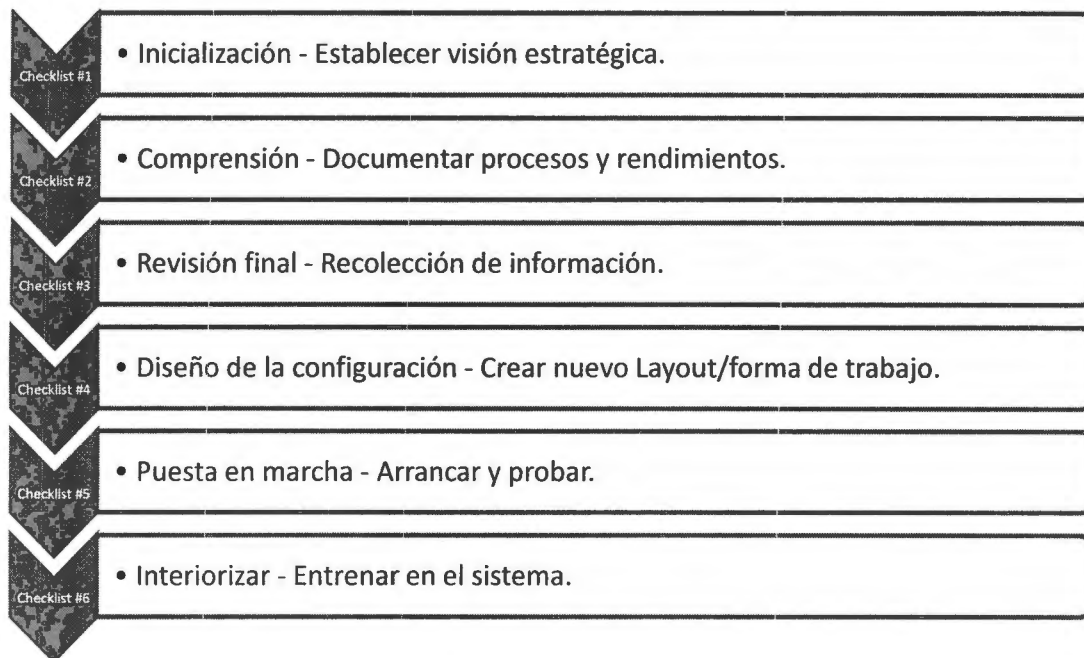 Checklist #1
• Inicialización - Establecer visión estratégica.
Checklist #2
• Comprensión - Documentar procesos y rendimientos.
Checklist #3
• Revisión final - Recolección de información.
Checklist #4
• Diseño de la configuración - Crear nuevo Layout/forma de trabajo.
Checklist #5
• Puesta en marcha - Arrancar y probar.
Checklist #6
• Interiorizar - Entrenar en el sistema.